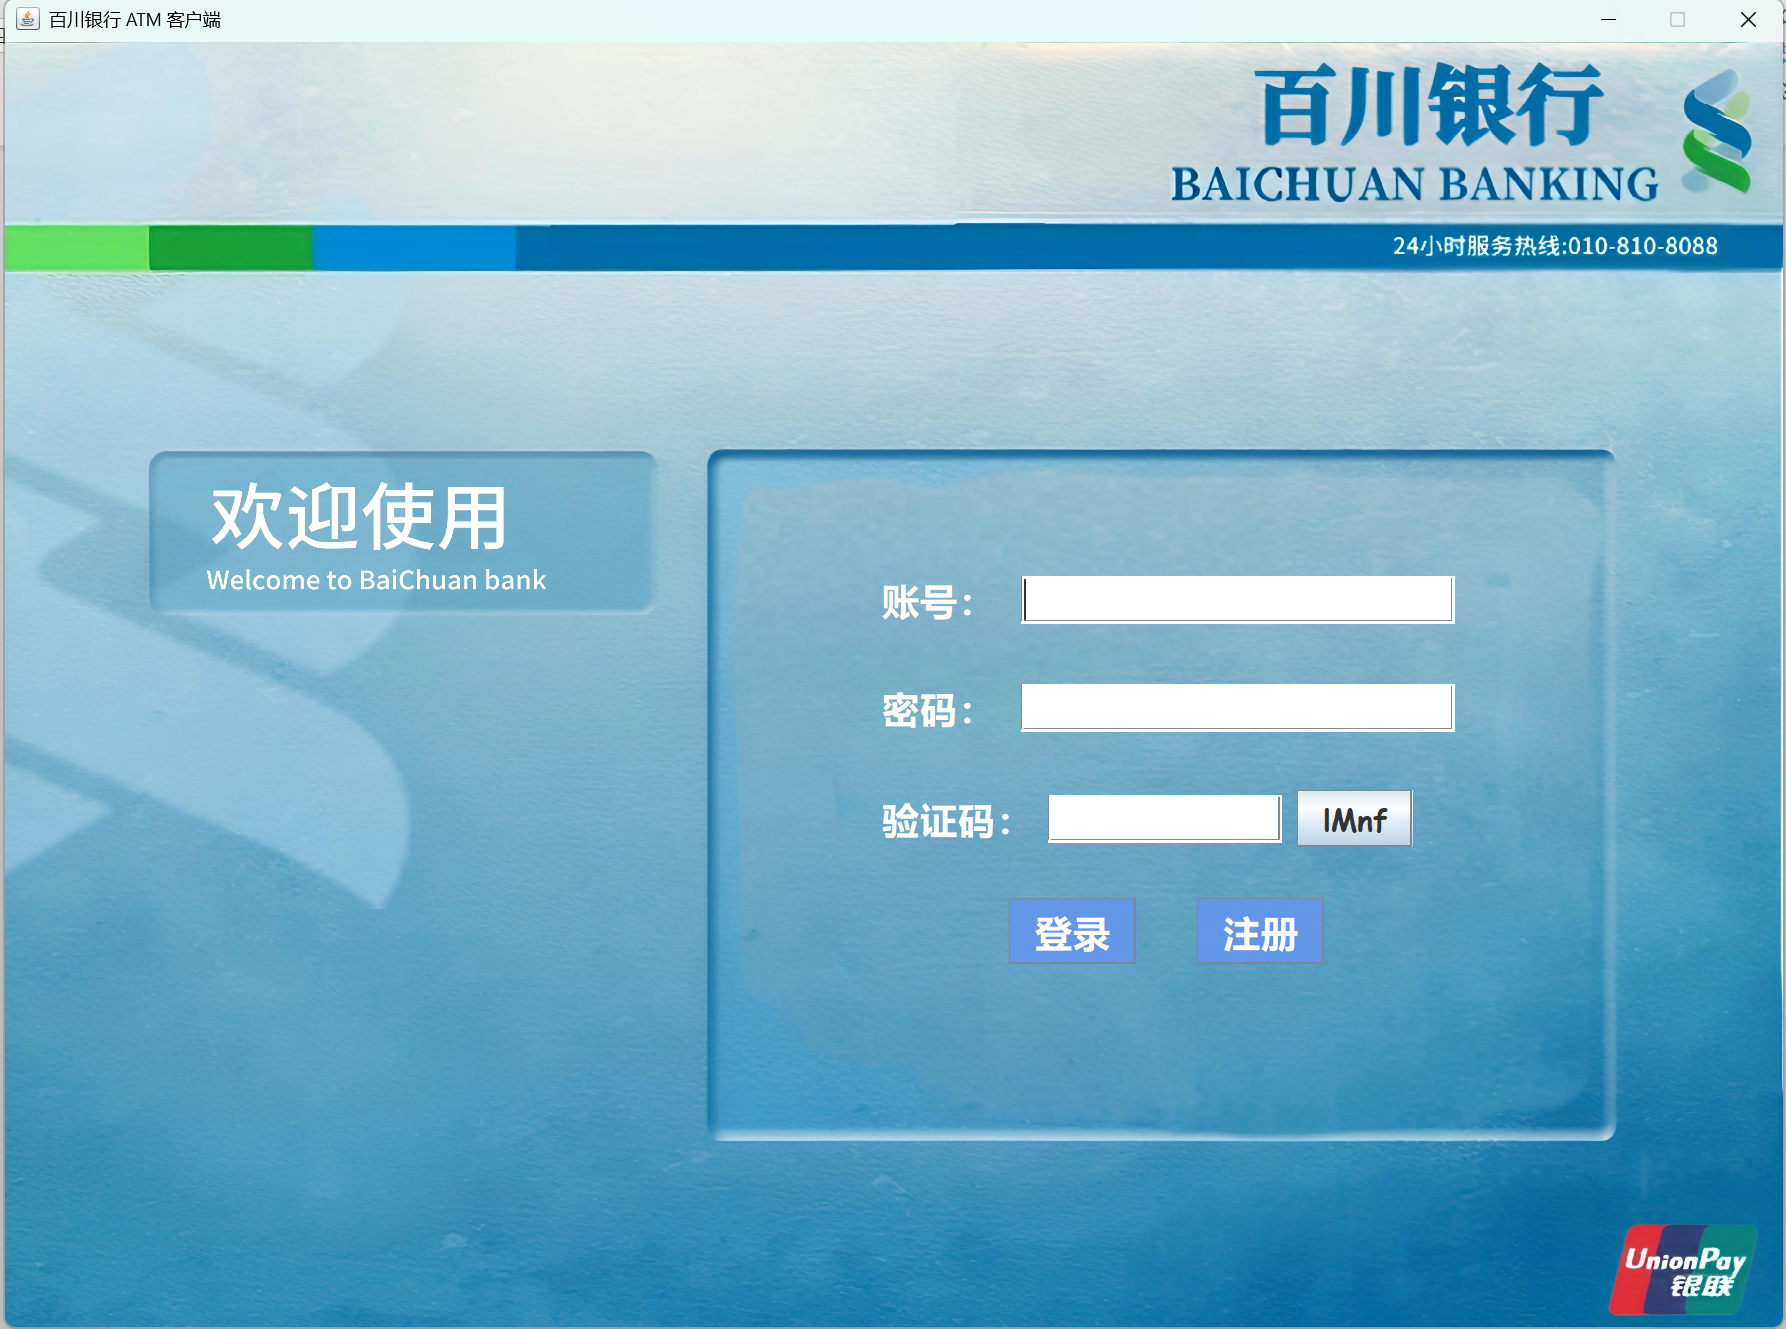 百川银行 ATM 客户端
百川银行
BAICHUAN BANKING
24小时服务热线:010-810-8088
欢迎使用
Welcome to BaiChuan bank
账号：
密码：
验证码：
lMnf
登录
注册
UnionPay
银联